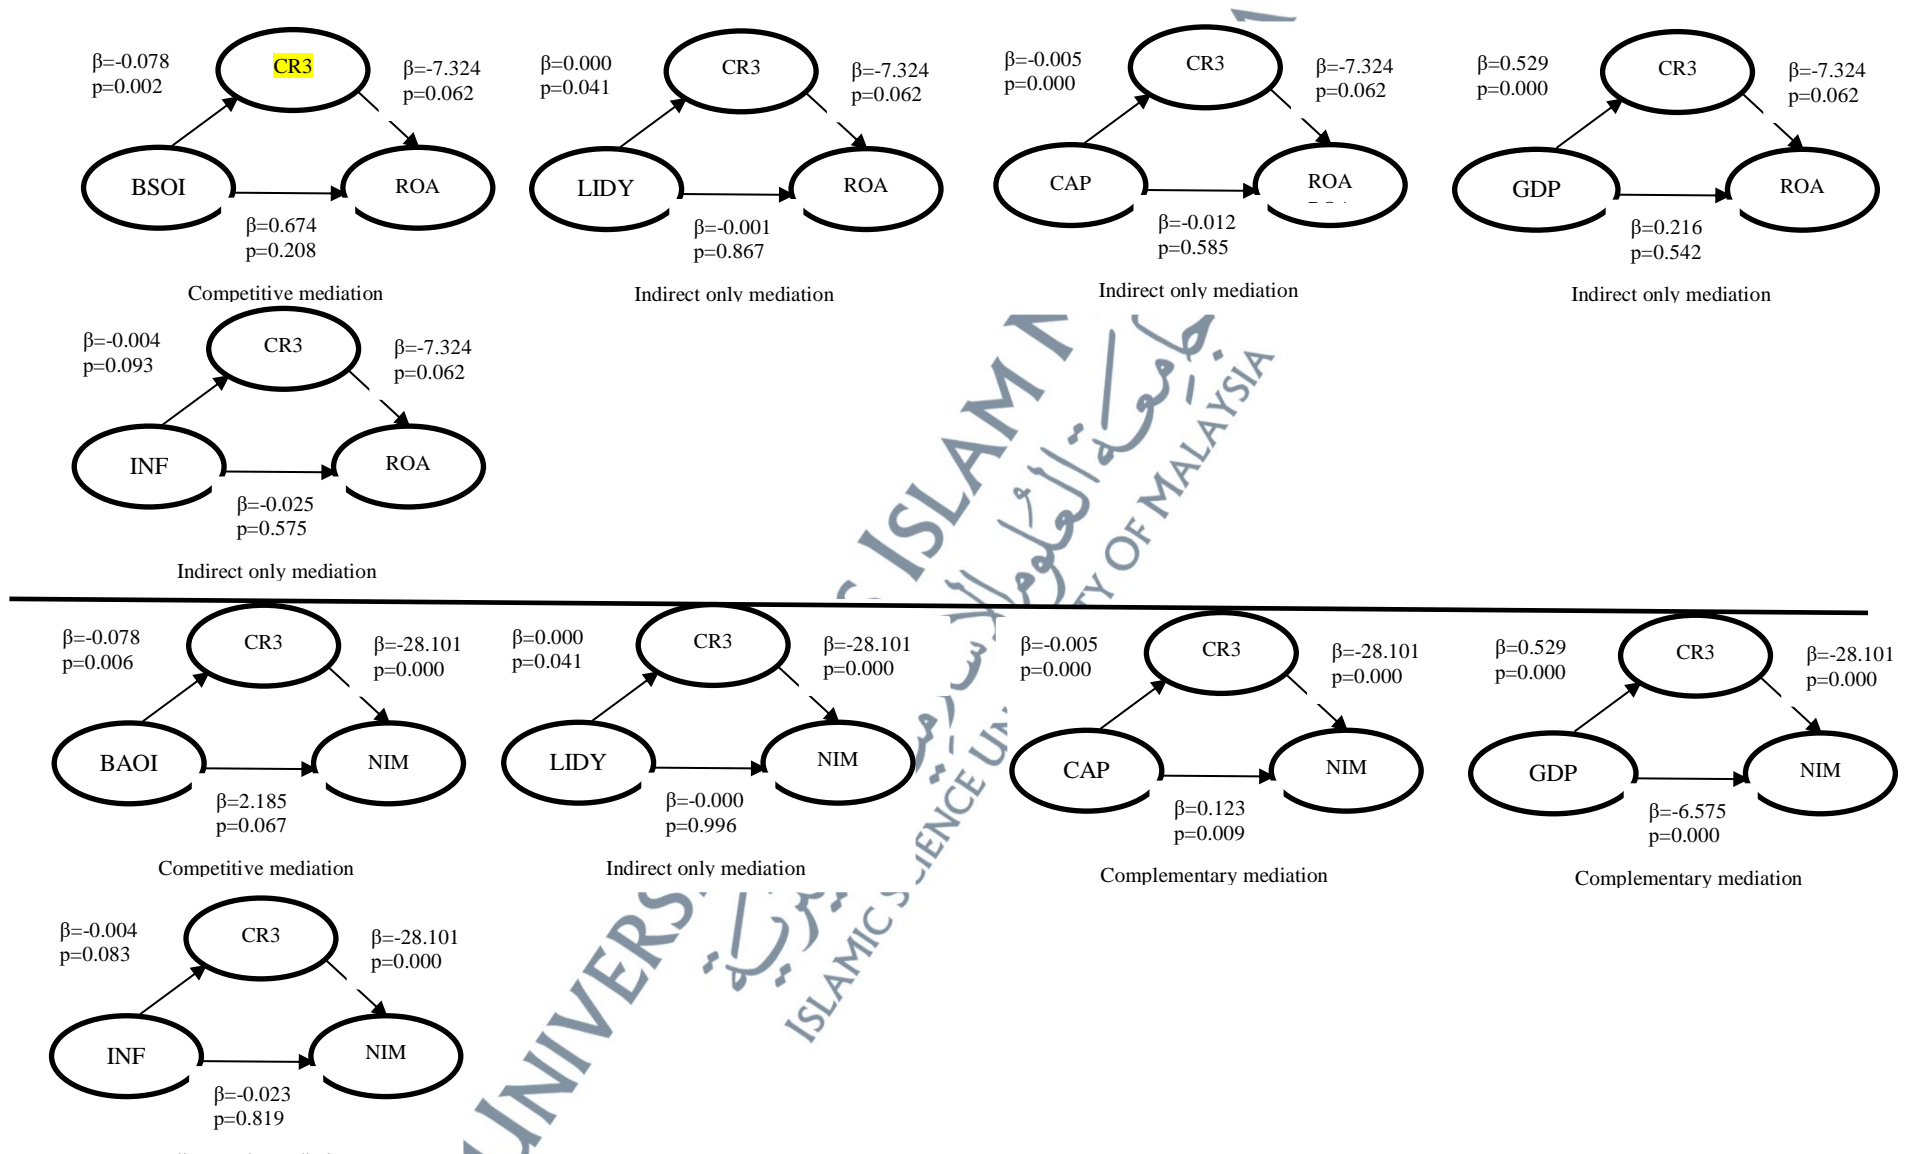 β=-0.078
p=0.002
CR3
β=-7.324
p=0.062
BSOI
ROA
β=0.674
p=0.208
Competitive mediation
β=0.000
p=0.041
CR3
β=-7.324
p=0.062
LIDY
ROA
β=-0.001
p=0.867
Indirect only mediation
β=-0.005
p=0.000
CR3
β=-7.324
p=0.062
CAP
ROA
β=-0.012
p=0.585
Indirect only mediation
β=0.529
p=0.000
CR3
β=-7.324
p=0.062
GDP
ROA
β=0.216
p=0.542
Indirect only mediation
β=-0.004
p=0.093
CR3
β=-7.324
p=0.062
INF
ROA
β=-0.025
p=0.575
Indirect only mediation
β=-0.078
p=0.006
CR3
β=-28.101
p=0.000
BAOI
NIM
β=2.185
p=0.067
Competitive mediation
β=0.000
p=0.041
CR3
β=-28.101
p=0.000
LIDY
NIM
β=-0.000
p=0.996
Indirect only mediation
β=-0.005
p=0.000
CR3
β=-28.101
p=0.000
CAP
NIM
β=0.123
p=0.009
Complementary mediation
β=0.529
p=0.000
CR3
β=-28.101
p=0.000
GDP
NIM
β=-6.575
p=0.000
Complementary mediation
β=-0.004
p=0.083
CR3
β=-28.101
p=0.000
INF
NIM
β=-0.023
p=0.819
ISLAM
OF MALAYSIA
ISLAMIC